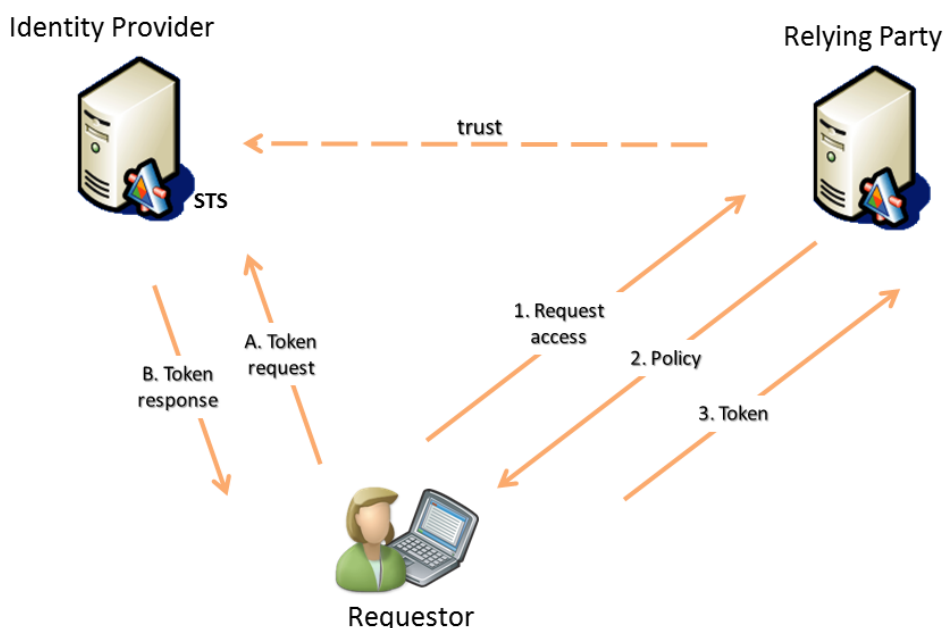 Identity Provider
Relying Party
trust
STS
1. Request
access
A. Token
request
2. Policy
B. Token
response
3. Token
Requestor